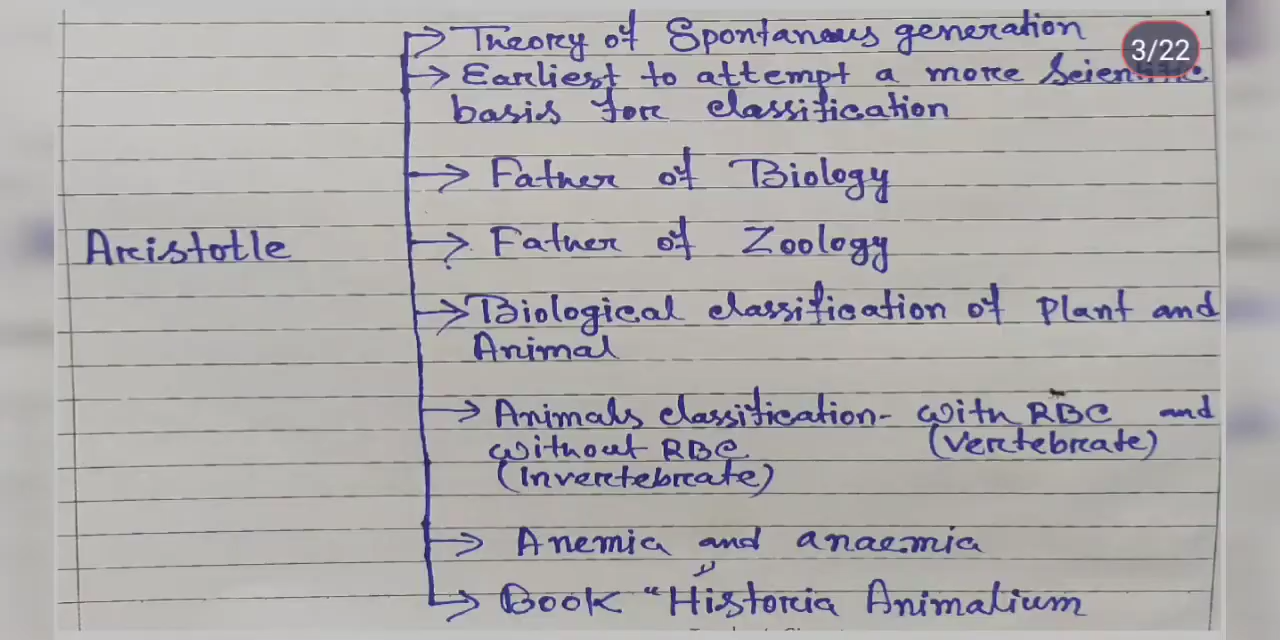 Theory of Spontaneous generation
3/22
Earliest to attempt a more Scientific
basis for classification
Father of Biology
Aristotle
Father of Zoology
Biological classification of Plant and
Animal
Animals classification- with RBC and
without RBC (Vertebrate)
(Invertebrate)
Anemia and anaemia
Book "Historia Animalium